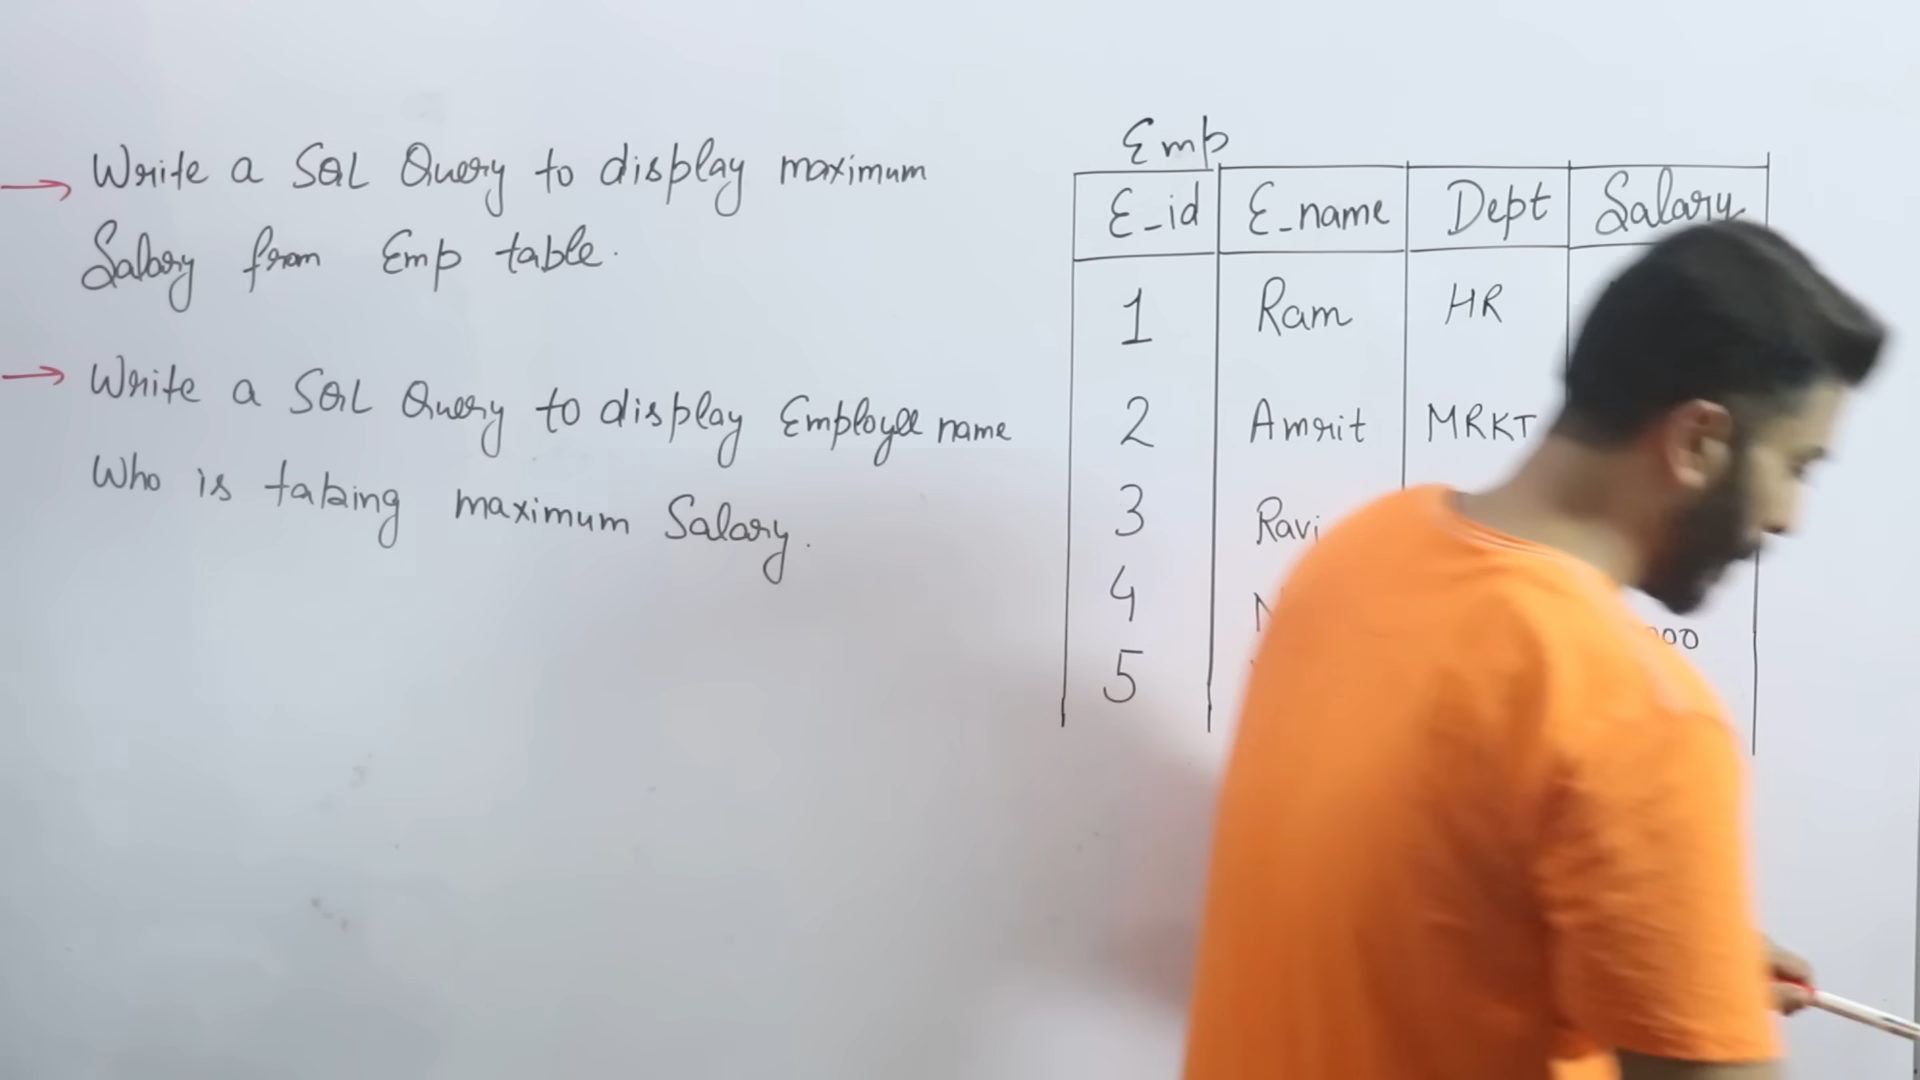 → Write a SQL Query to display maximum
Salary from Emp table.
→ Write a SQL Query to display Employee name
Who is taking maximum Salary.
Emp
E_id E_name Dept Salary
1 Ram HR
2 Amrit MRKT
3 Ravi
4
5